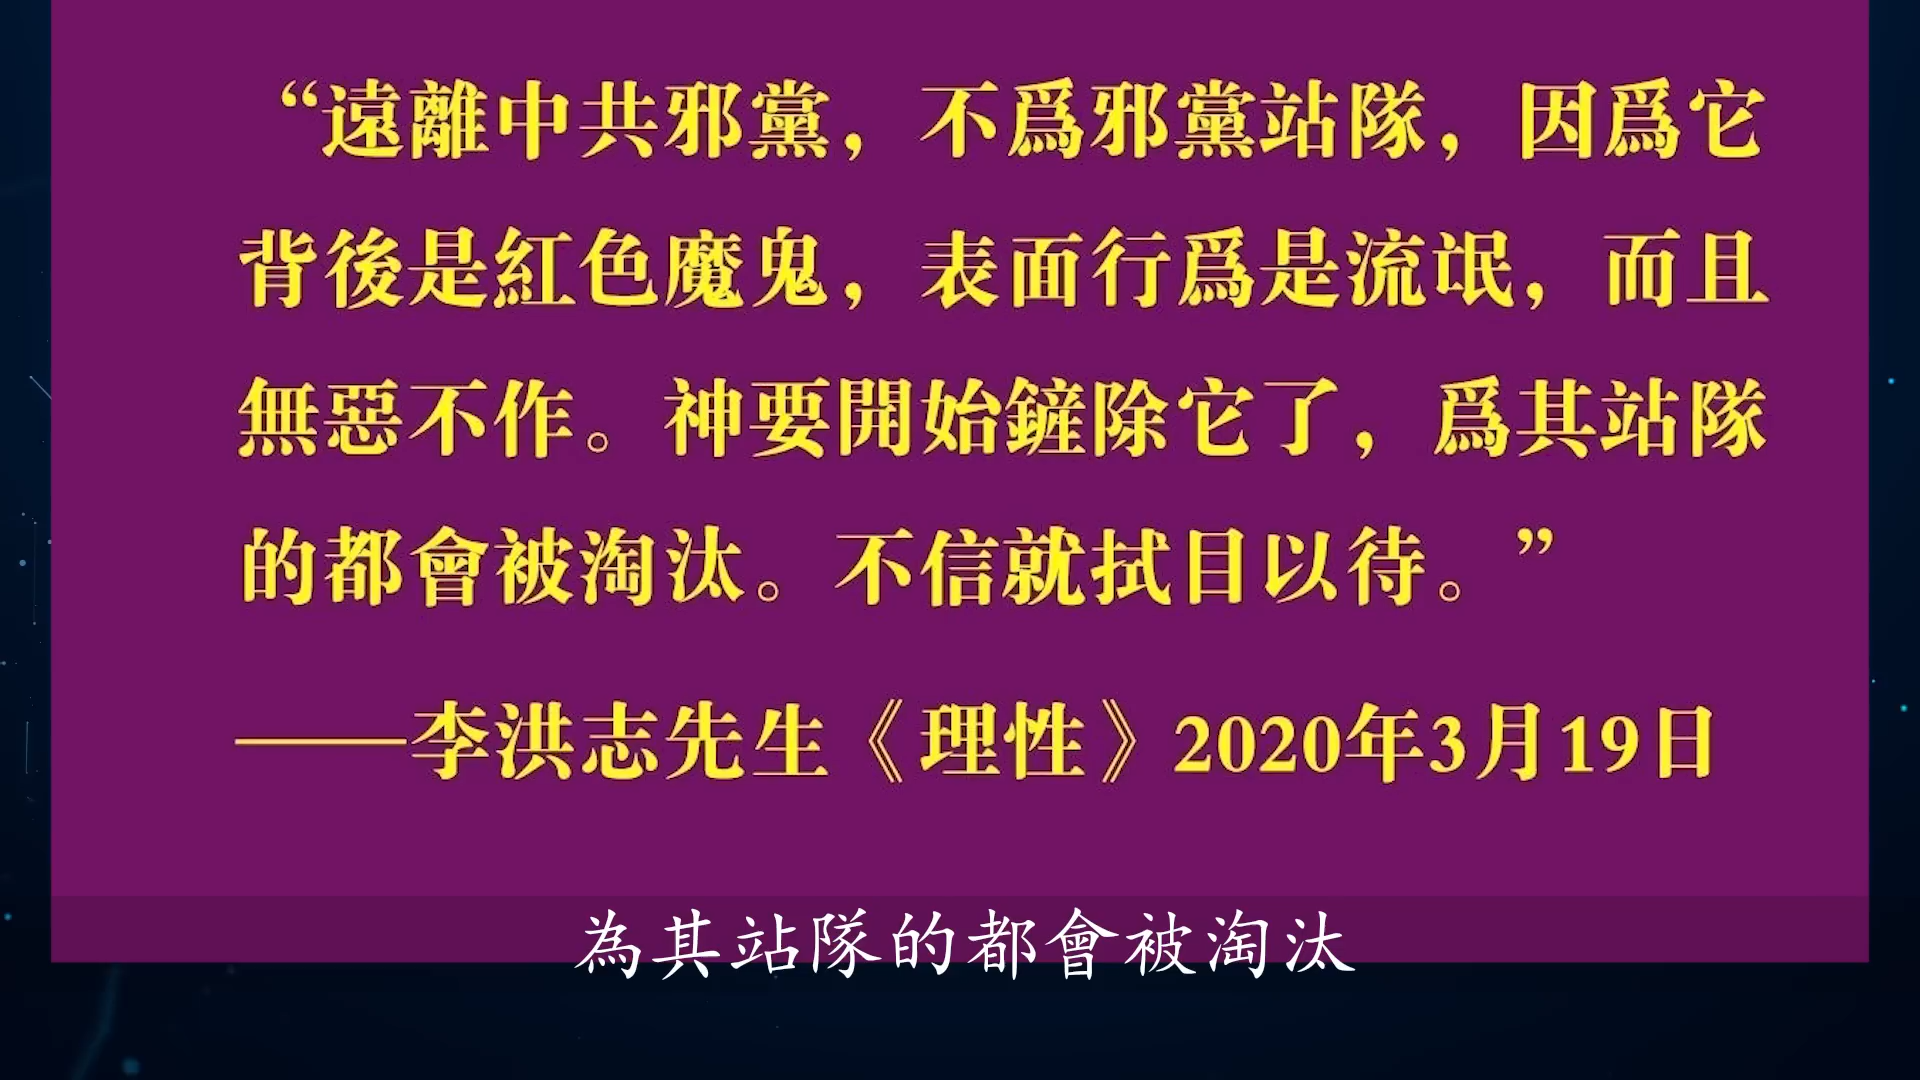 “遠離中共邪黨，不爲邪黨站隊，因爲它
背後是紅色魔鬼，表面行爲是流氓，而且
無惡不作。神要開始鏟除它了，爲其站隊
的都會被淘汰。不信就拭目以待。”
——李洪志先生《理性》2020年3月19日
為其站隊的都會被淘汰